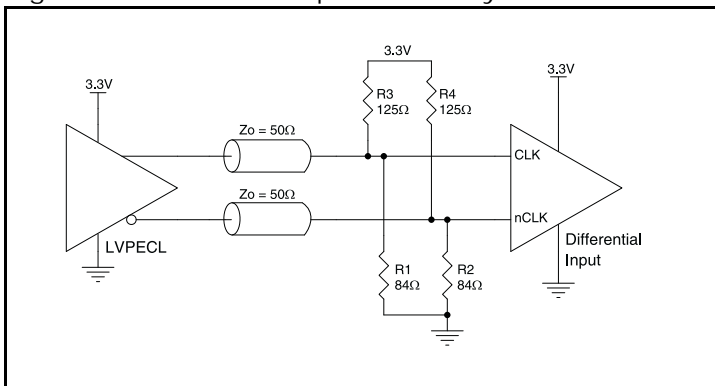 3.3V
3.3V
3.3V
R3
125Ω
R4
125Ω
Zo = 50Ω
CLK
Zo = 50Ω
nCLK
LVPECL
Differential
Input
R1
84Ω
R2
84Ω